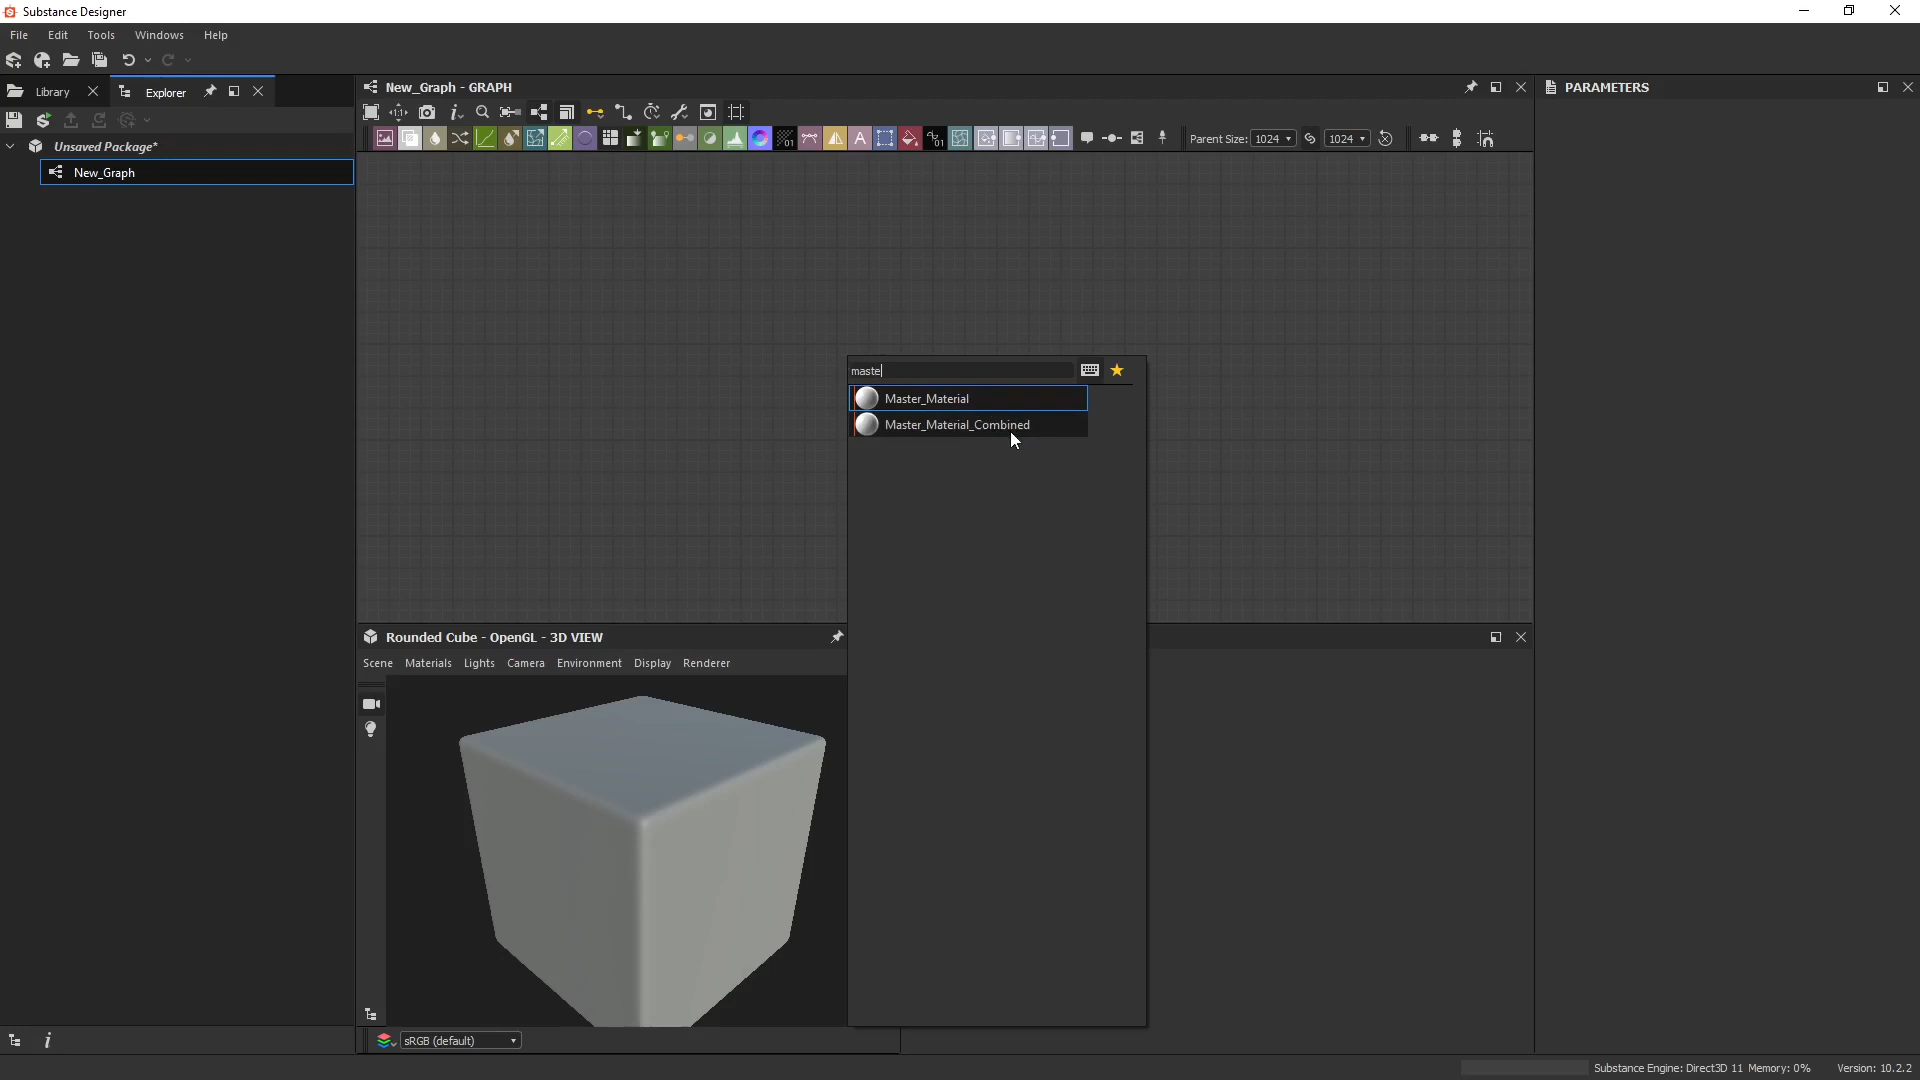 Substance Designer
File Edit Tools Windows Help
Library Explorer
New_Graph - GRAPH
PARAMETERS
Parent Size: 1024 1024
Unsaved Package*
New_Graph
maste
Master_Material
Master_Material_Combined
Rounded Cube - OpenGL - 3D VIEW
Scene Materials Lights Camera Environment Display Renderer
sRGB (default)
Substance Engine: Direct3D 11 Memory: 0% Version: 10.2.2